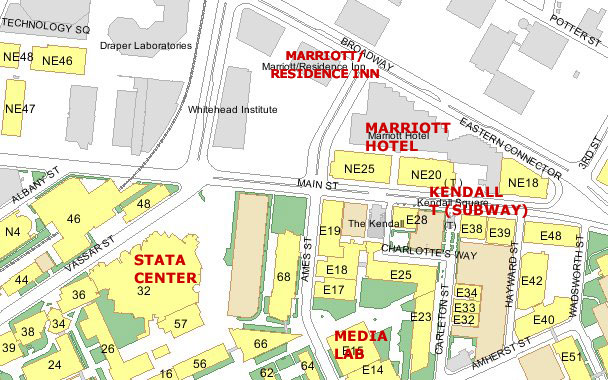 POTTER ST
TECHNOLOGY SQ
Draper Laboratories
BROADWAY
NE48
NE46
MARRIOTT/
RESIDENCE INN
Marriott/Residence Inn
NE47
Whitehead Institute
MARRIOTT
HOTEL
Marriott Hotel
EASTERN CONNECTOR
3RD ST
ALBANY ST
NE25
NE20
(T)
NE18
MAIN ST
KENDALL
T (SUBWAY)
Kendall Square
48
46
N4
The Kendall
E28
(T)
E38
E39
E48
E19
VASSAR ST
AMES ST
CHARLOTTE'S WAY
STATA
CENTER
32
44
68
E18
E17
E25
E42
HAYWARD ST
WADSWORTH ST
36
E34
E33
E32
CARLETON ST
E23
E40
57
38
34
39
24
26
16
56
66
62
64
MEDIA
LAB
E15
E14
AMHERST ST
E51